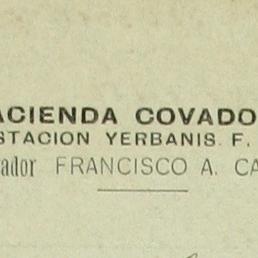 ACIENDA COVADO
STACION YERBANIS. F.
ador FRANCISCO A. CA